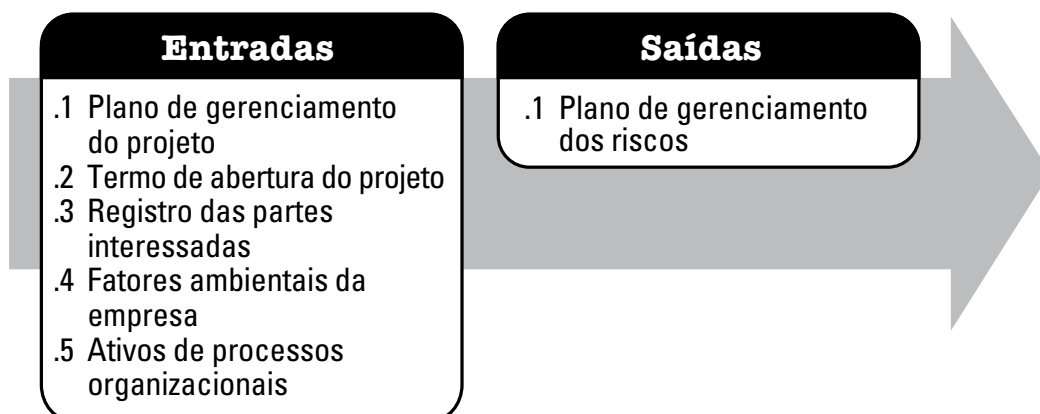 Entradas
.1 Plano de gerenciamento
do projeto
.2 Termo de abertura do projeto
.3 Registro das partes
interessadas
.4 Fatores ambientais da
empresa
.5 Ativos de processos
organizacionais
Saídas
.1 Plano de gerenciamento
dos riscos